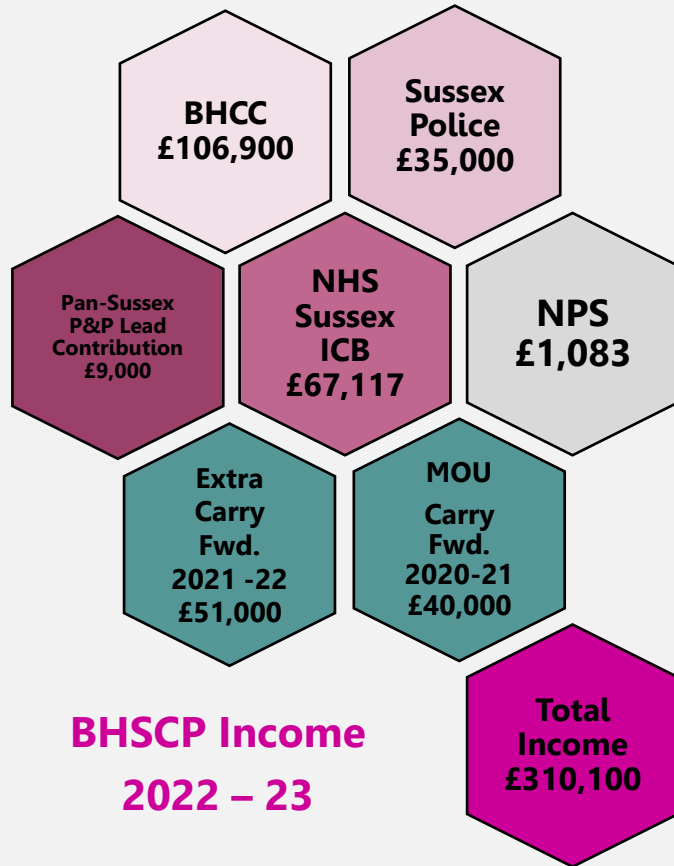 BHCC
£106,900
Sussex
Police
£35,000
Pan-Sussex
P&P Lead
Contribution
£9,000
NHS
Sussex
ICB
£67,117
NPS
£1,083
Extra
Carry
Fwd.
2021 -22
£51,000
MOU
Carry
Fwd.
2020-21
£40,000
Total
Income
£310,100
BHSCP Income
2022 – 23